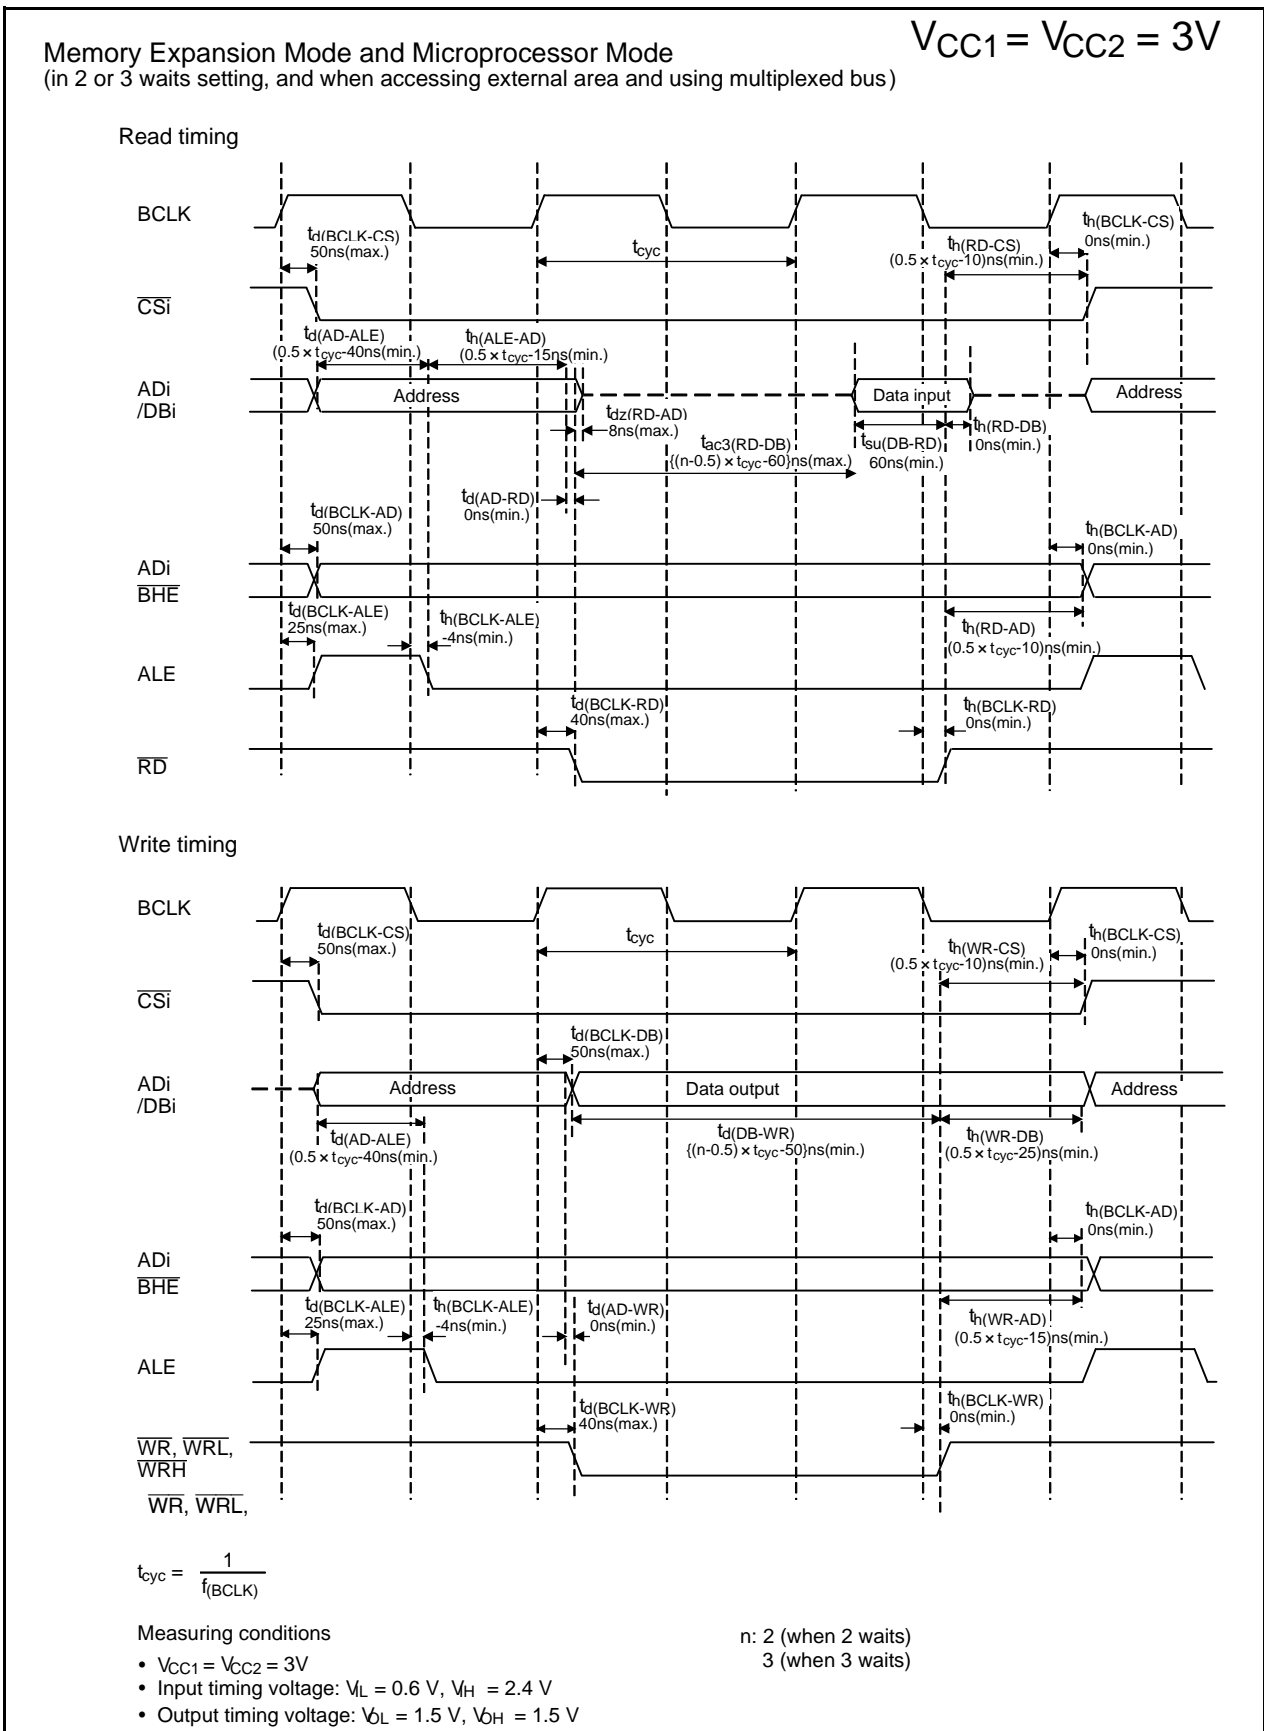 VCC1 = VCC2 = 3V
Memory Expansion Mode and Microprocessor Mode
(in 2 or 3 waits setting, and when accessing external area and using multiplexed bus)
Read timing
BCLK
td(BCLK-CS)
50ns(max.)
tcyc
th(RD-CS)
(0.5 × tcyc-10)ns(min.)
th(BCLK-CS)
0ns(min.)
CSi
td(AD-ALE)
(0.5 × tcyc-40ns(min.)
th(ALE-AD)
(0.5 × tcyc-15ns(min.)
ADi
/DBi
Address
Data input
Address
tdz(RD-AD)
8ns(max.)
tac3(RD-DB)
{(n-0.5) × tcyc-60}ns(max.)
tsu(DB-RD)
60ns(min.)
th(RD-DB)
0ns(min.)
td(AD-RD)
0ns(min.)
td(BCLK-AD)
50ns(max.)
th(BCLK-AD)
0ns(min.)
ADi
BHE
td(BCLK-ALE)
25ns(max.)
th(BCLK-ALE)
-4ns(min.)
th(RD-AD)
(0.5 × tcyc-10)ns(min.)
ALE
td(BCLK-RD)
40ns(max.)
th(BCLK-RD)
0ns(min.)
RD
Write timing
BCLK
td(BCLK-CS)
50ns(max.)
tcyc
th(WR-CS)
(0.5 × tcyc-10)ns(min.)
th(BCLK-CS)
0ns(min.)
CSi
td(BCLK-DB)
50ns(max.)
ADi
/DBi
Address
Data output
Address
td(AD-ALE)
(0.5 × tcyc-40ns(min.)
td(DB-WR)
{(n-0.5) × tcyc-50}ns(min.)
th(WR-DB)
(0.5 × tcyc-25)ns(min.)
td(BCLK-AD)
50ns(max.)
th(BCLK-AD)
0ns(min.)
ADi
BHE
td(BCLK-ALE)
25ns(max.)
th(BCLK-ALE)
-4ns(min.)
td(AD-WR)
0ns(min.)
th(WR-AD)
(0.5 × tcyc-15)ns(min.)
ALE
td(BCLK-WR)
40ns(max.)
th(BCLK-WR)
0ns(min.)
WR, WRL,
WRH
WR, WRL,
tcyc = 1
f(BCLK)
Measuring conditions
• VCC1 = VCC2 = 3V
• Input timing voltage: VIL = 0.6 V, VIH = 2.4 V
• Output timing voltage: VOL = 1.5 V, VOH = 1.5 V
n: 2 (when 2 waits)
3 (when 3 waits)